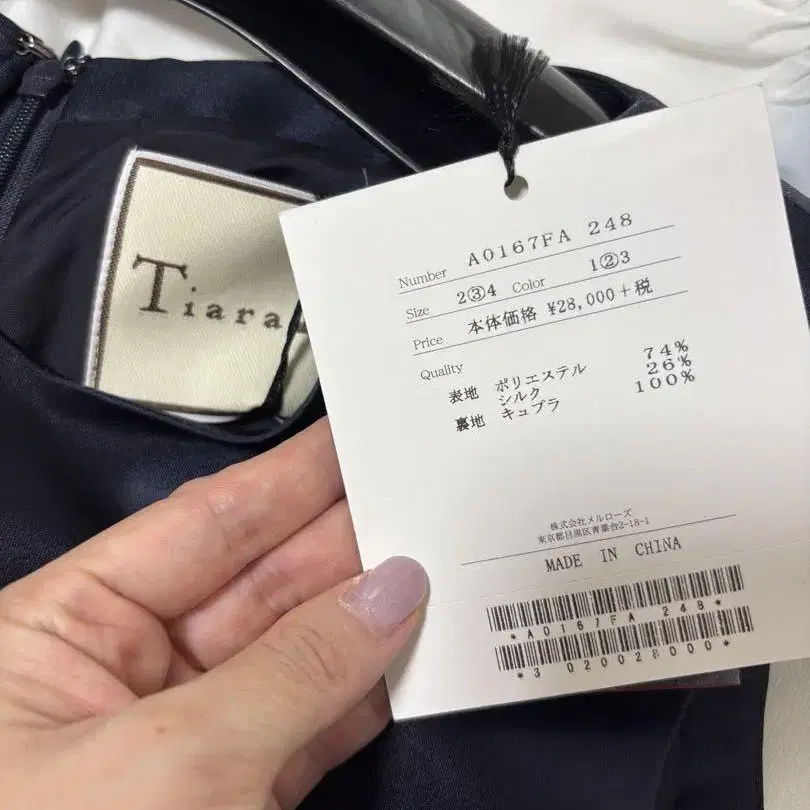 Tiara
Number A0167FA 248
Size 2③4 Color 1②3
Price 本体価格 ¥28,000+税
Quality
表地 ポリエステル 74%
シルク 26%
裏地 キュプラ 100%
株式会社メルローズ
東京都目黒区青葉台2-18-1
MADE IN CHINA
*A0167FA 248*
*3 020028000*